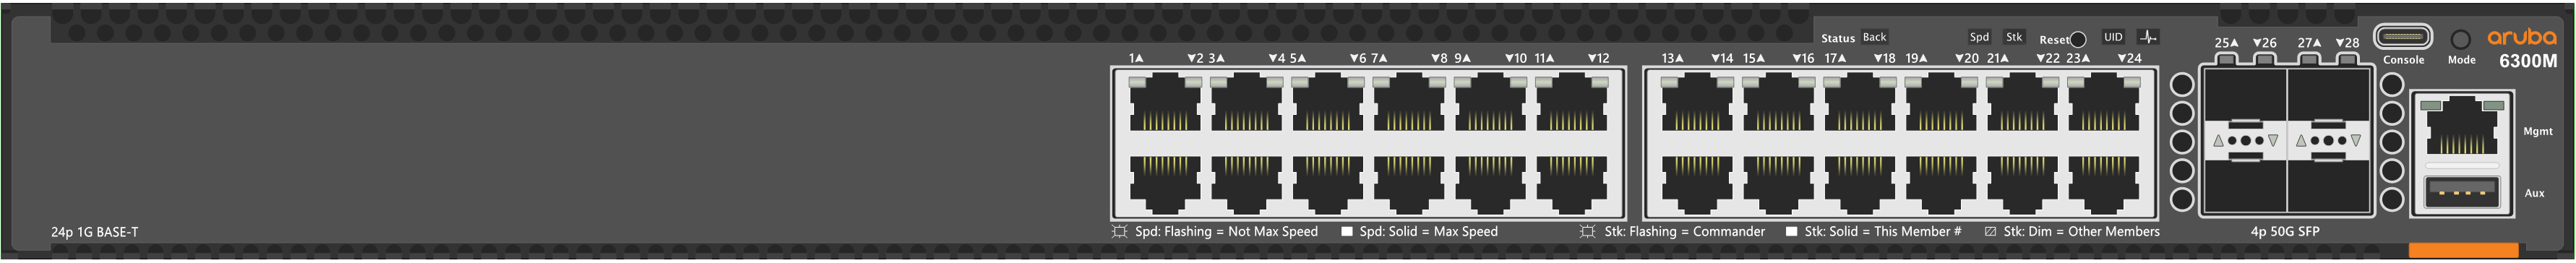 Status Back Spd Stk Reset UID
aruba
6300M
1▲ ▼2 3▲ ▼4 5▲ ▼6 7▲ ▼8 9▲ ▼10 11▲ ▼12 13▲ ▼14 15▲ ▼16 17▲ ▼18 19▲ ▼20 21▲ ▼22 23▲ ▼24
25▲ ▼26 27▲ ▼28
Console Mode
Mgmt
Aux
24p 1G BASE-T
Spd: Flashing = Not Max Speed Spd: Solid = Max Speed Stk: Flashing = Commander Stk: Solid = This Member # Stk: Dim = Other Members
4p 50G SFP